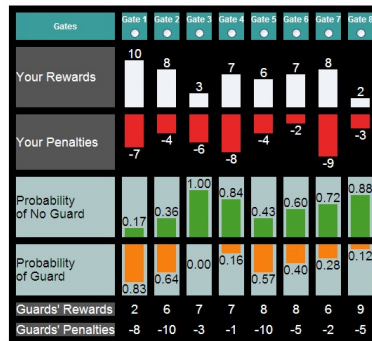 Gates Gate 1 Gate 2 Gate 3 Gate 4 Gate 5 Gate 6 Gate 7 Gate 8
Your Rewards 10 8 3 7 6 7 8 2
Your Penalties -7 -4 -6 -8 -4 -2 -9 -3
Probability
of No Guard 0.17 0.36 1.00 0.84 0.43 0.60 0.72 0.88
Probability
of Guard 0.83 0.64 0.00 0.16 0.57 0.40 0.28 0.12
Guards' Rewards 2 6 7 7 8 8 6 9
Guards' Penalties -8 -10 -3 -1 -10 -5 -2 -5